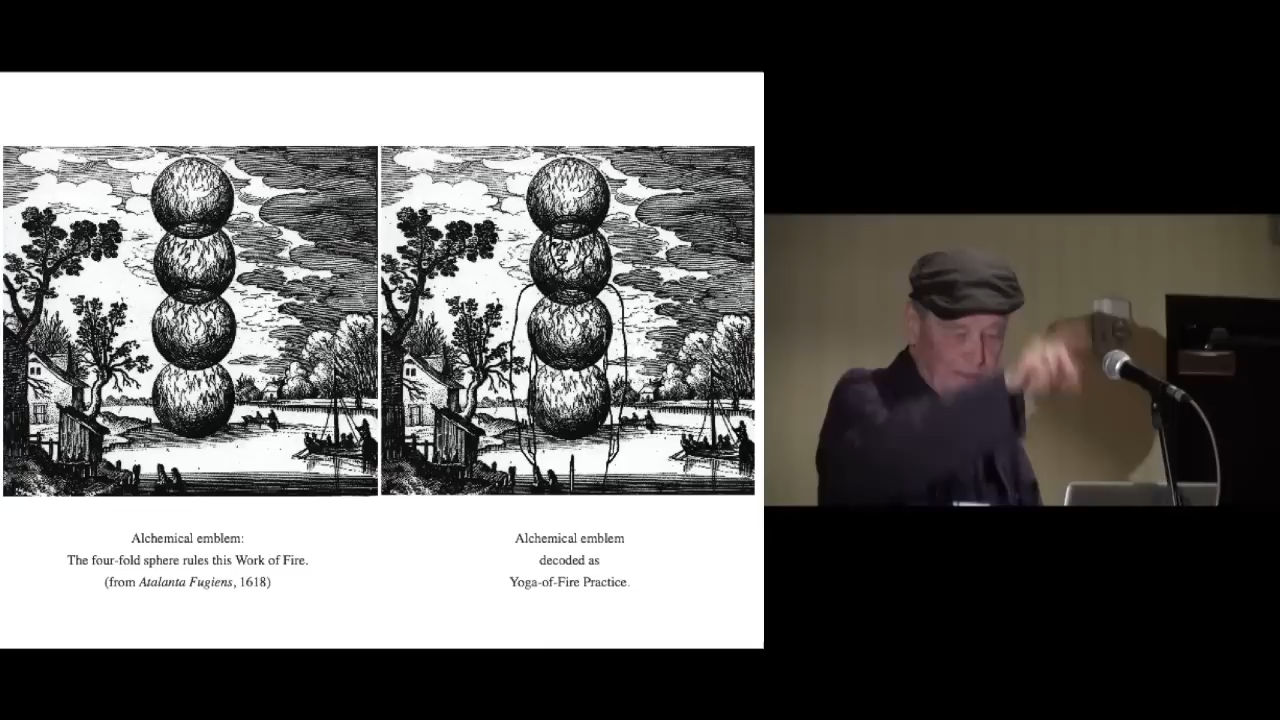 Alchemical emblem:
The four-fold sphere rules this Work of Fire.
(from Atalanta Fugiens, 1618)
Alchemical emblem
decoded as
Yoga-of-Fire Practice.